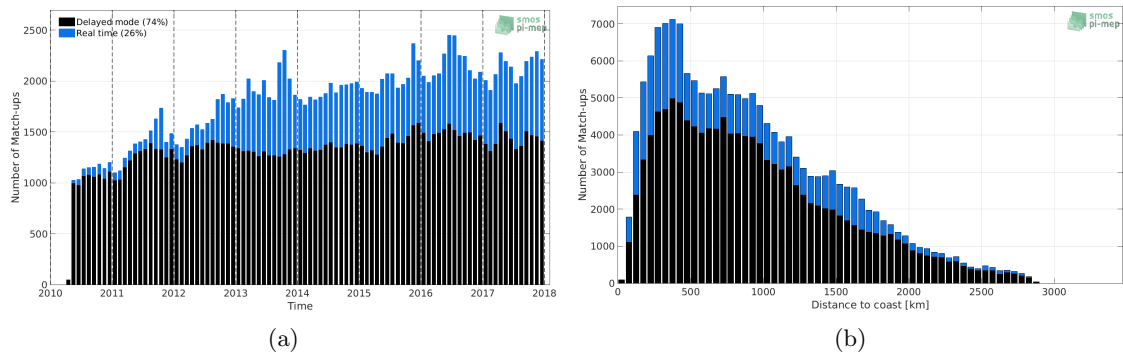 Delayed mode (74%)
Real time (26%)
smos
pi-mep
Number of Match-ups
2500
2000
1500
1000
500
0
2010 2011 2012 2013 2014 2015 2016 2017 2018
Time
(a)
smos
pi-mep
Number of Match-ups
7000
6000
5000
4000
3000
2000
1000
0
0 500 1000 1500 2000 2500 3000
Distance to coast [km]
(b)